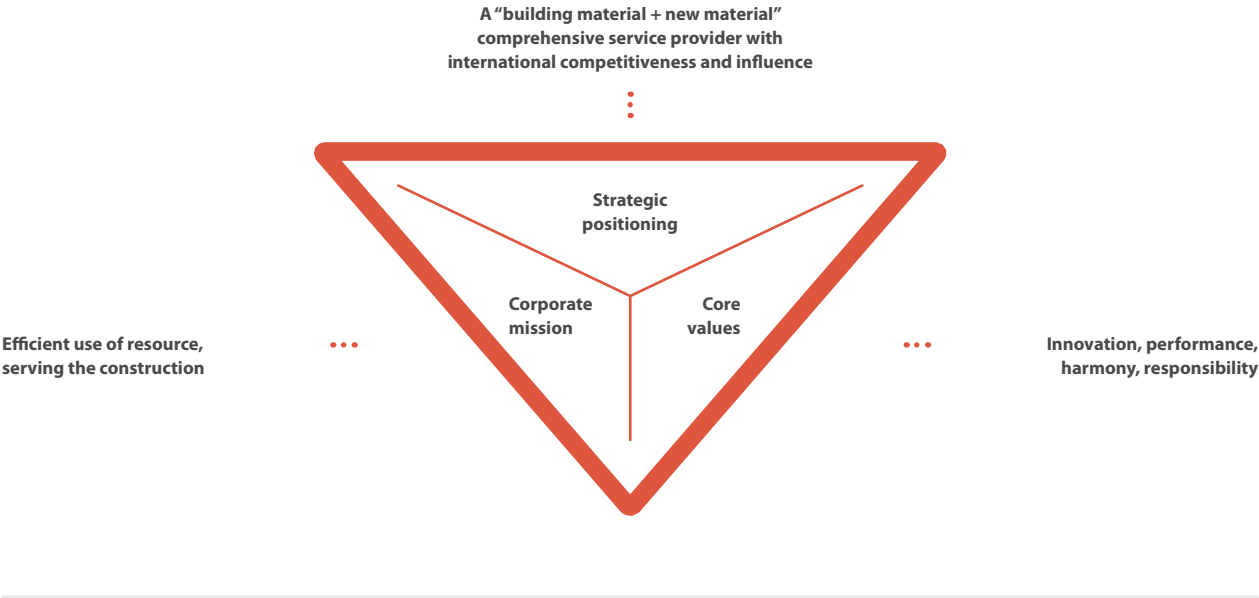 A “building material + new material”
comprehensive service provider with
international competitiveness and influence
Strategic
positioning
Corporate
mission
Core
values
Efficient use of resource,
serving the construction
Innovation, performance,
harmony, responsibility